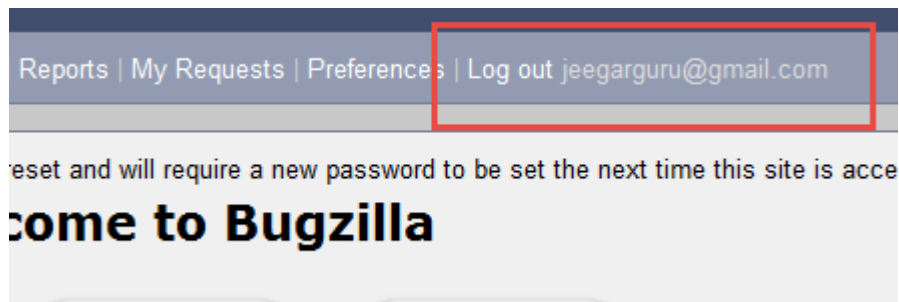 Reports | My Requests | Preferences | Log out jeegarguru@gmail.com
reset and will require a new password to be set the next time this site is acce
come to Bugzilla